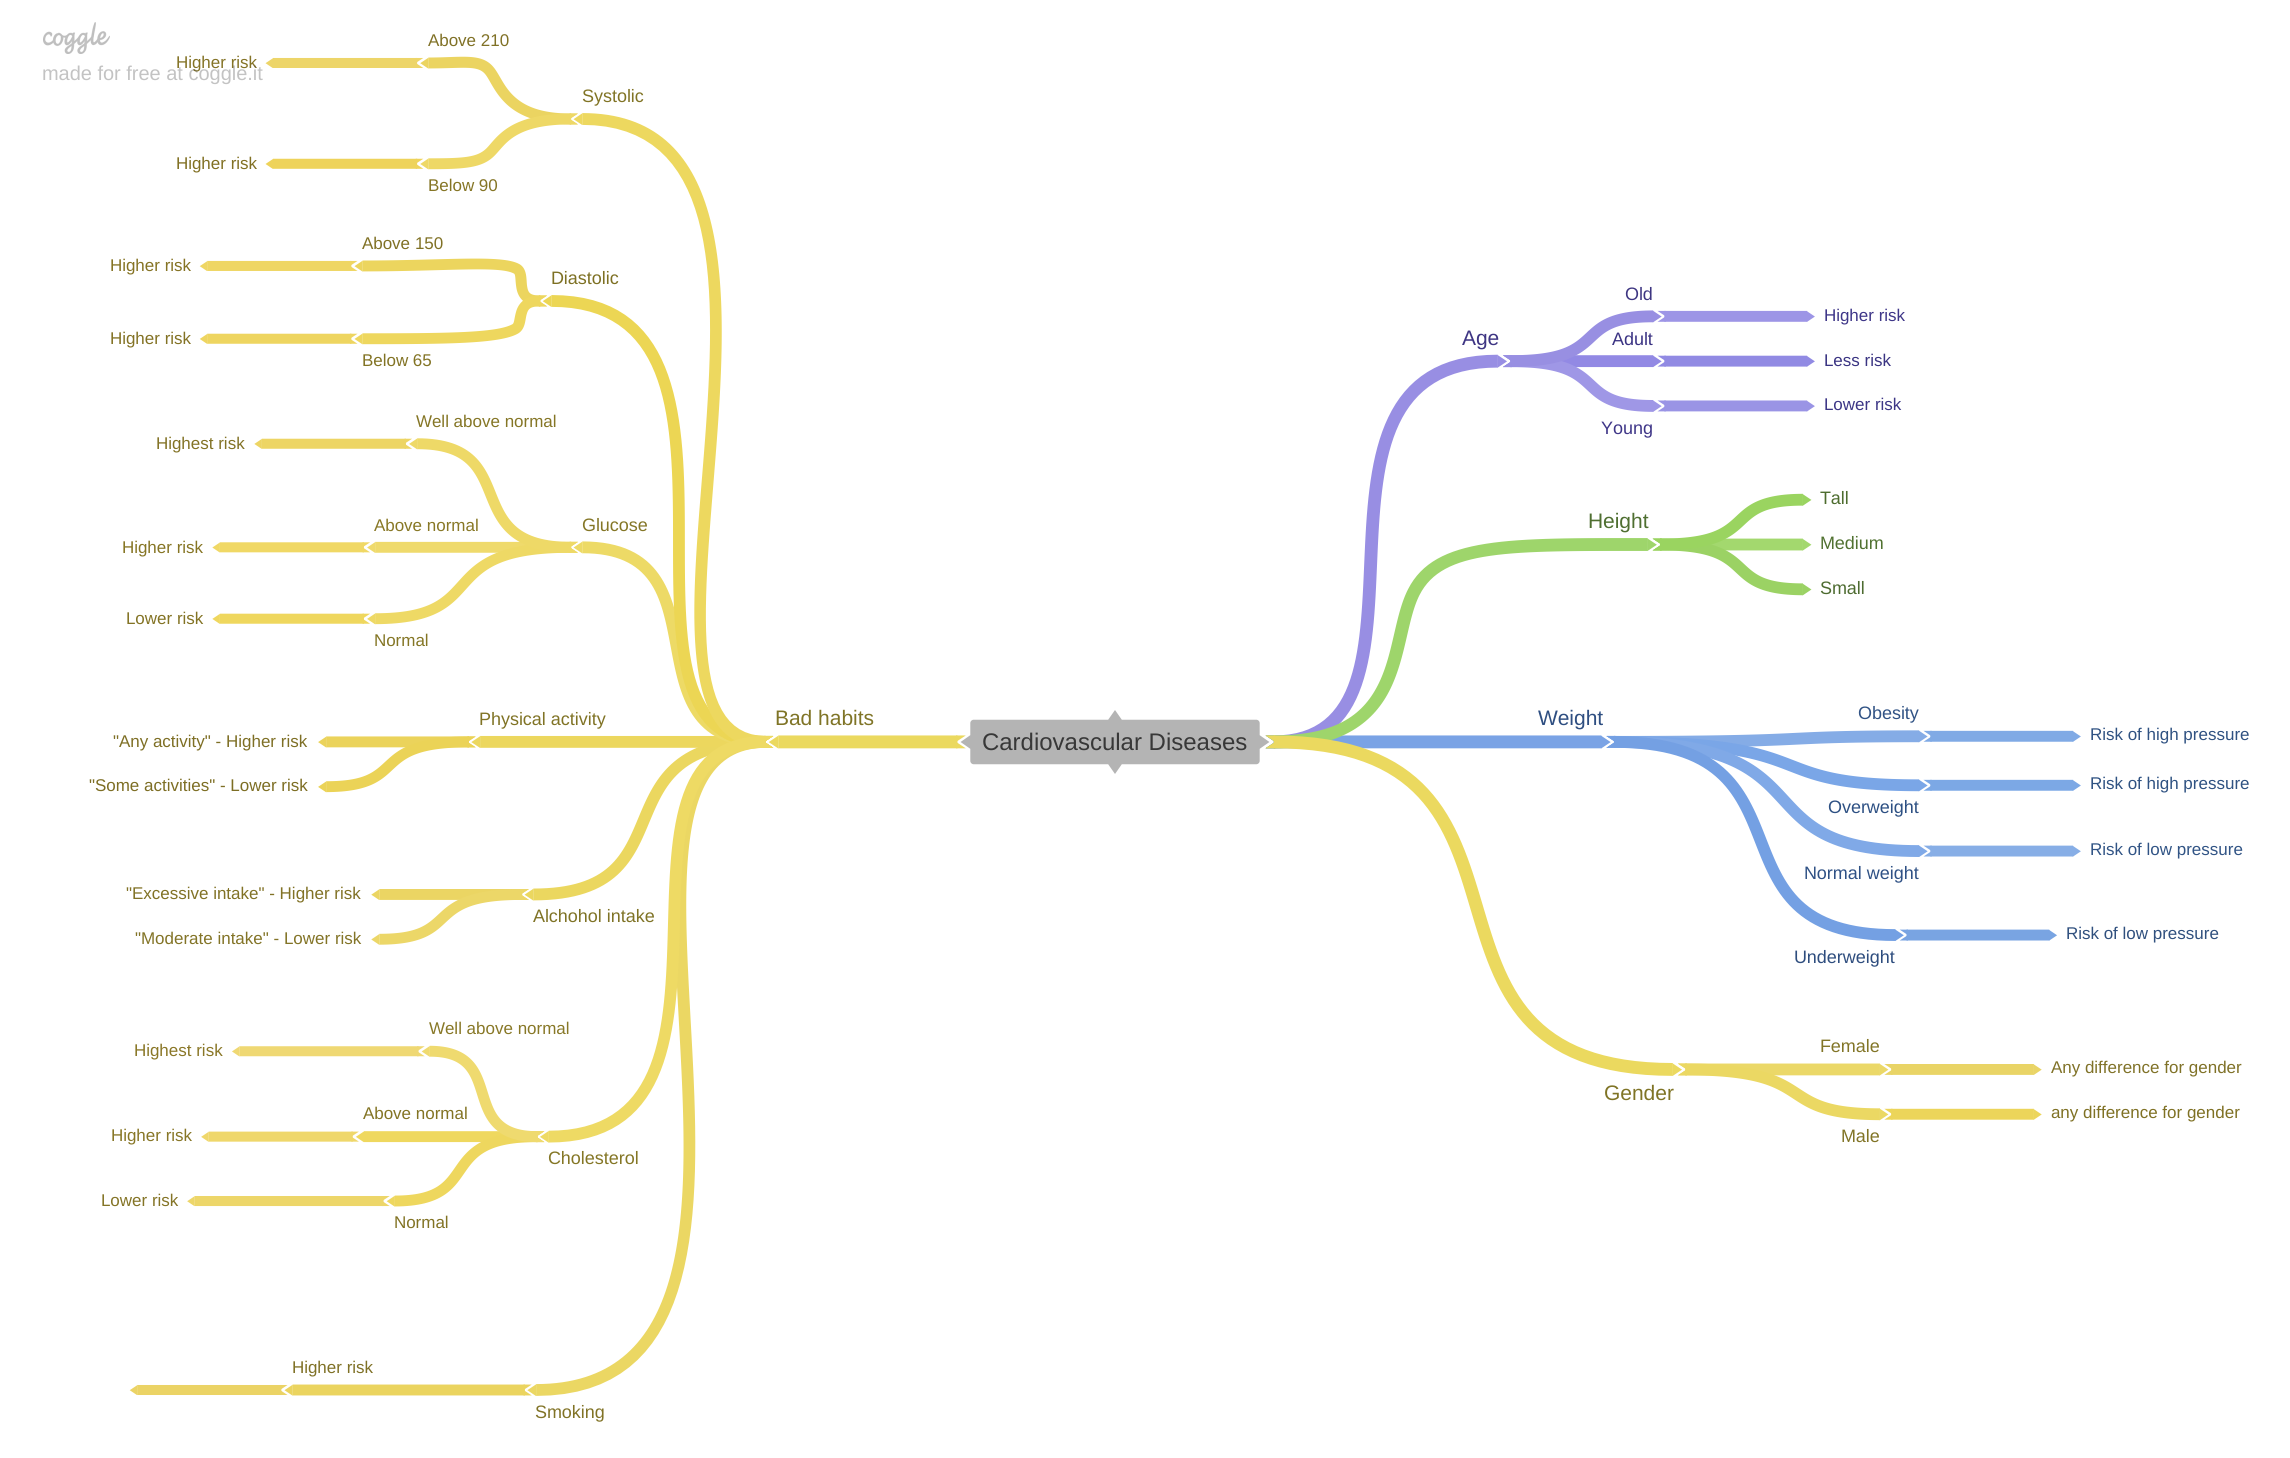 coggle
made for free at coggle.it
Above 210
Higher risk
Systolic
Higher risk
Below 90
Above 150
Higher risk
Diastolic
Higher risk
Below 65
Well above normal
Highest risk
Glucose
Above normal
Higher risk
Lower risk
Normal
Bad habits
Physical activity
"Any activity" - Higher risk
"Some activities" - Lower risk
"Excessive intake" - Higher risk
Alchohol intake
"Moderate intake" - Lower risk
Well above normal
Highest risk
Above normal
Higher risk
Cholesterol
Lower risk
Normal
Higher risk
Smoking
Cardiovascular Diseases
Age
Old
Higher risk
Adult
Less risk
Lower risk
Young
Height
Tall
Medium
Small
Weight
Obesity
Risk of high pressure
Risk of high pressure
Overweight
Risk of low pressure
Normal weight
Risk of low pressure
Underweight
Gender
Female
Any difference for gender
any difference for gender
Male